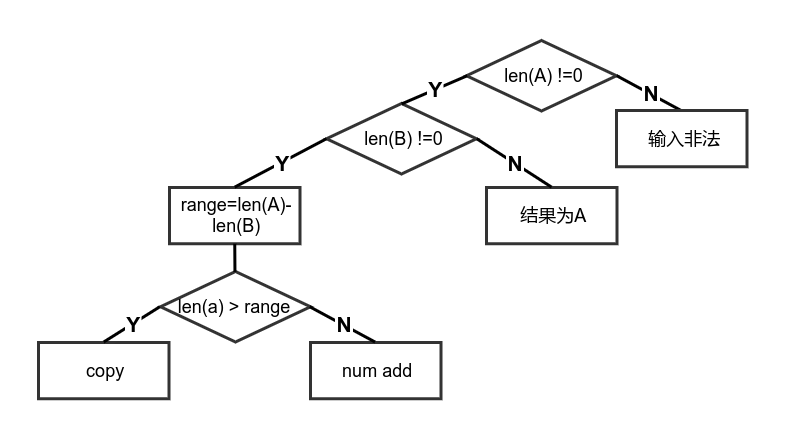 len(A) !=0
Y
N
len(B) !=0
输入非法
Y
N
range=len(A)-
len(B)
结果为A
len(a) > range
Y
N
copy
num add